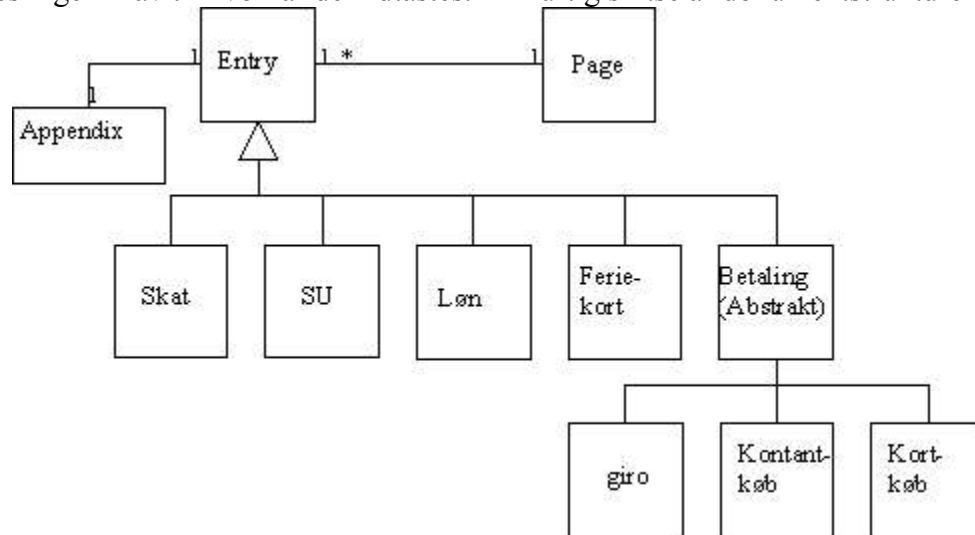 1
Entry
1 *
1
Page
1
Appendix
Skat
SU
Løn
Ferie-
kort
Betaling
(Abstrakt)
giro
Kontant-
køb
Kort-
køb